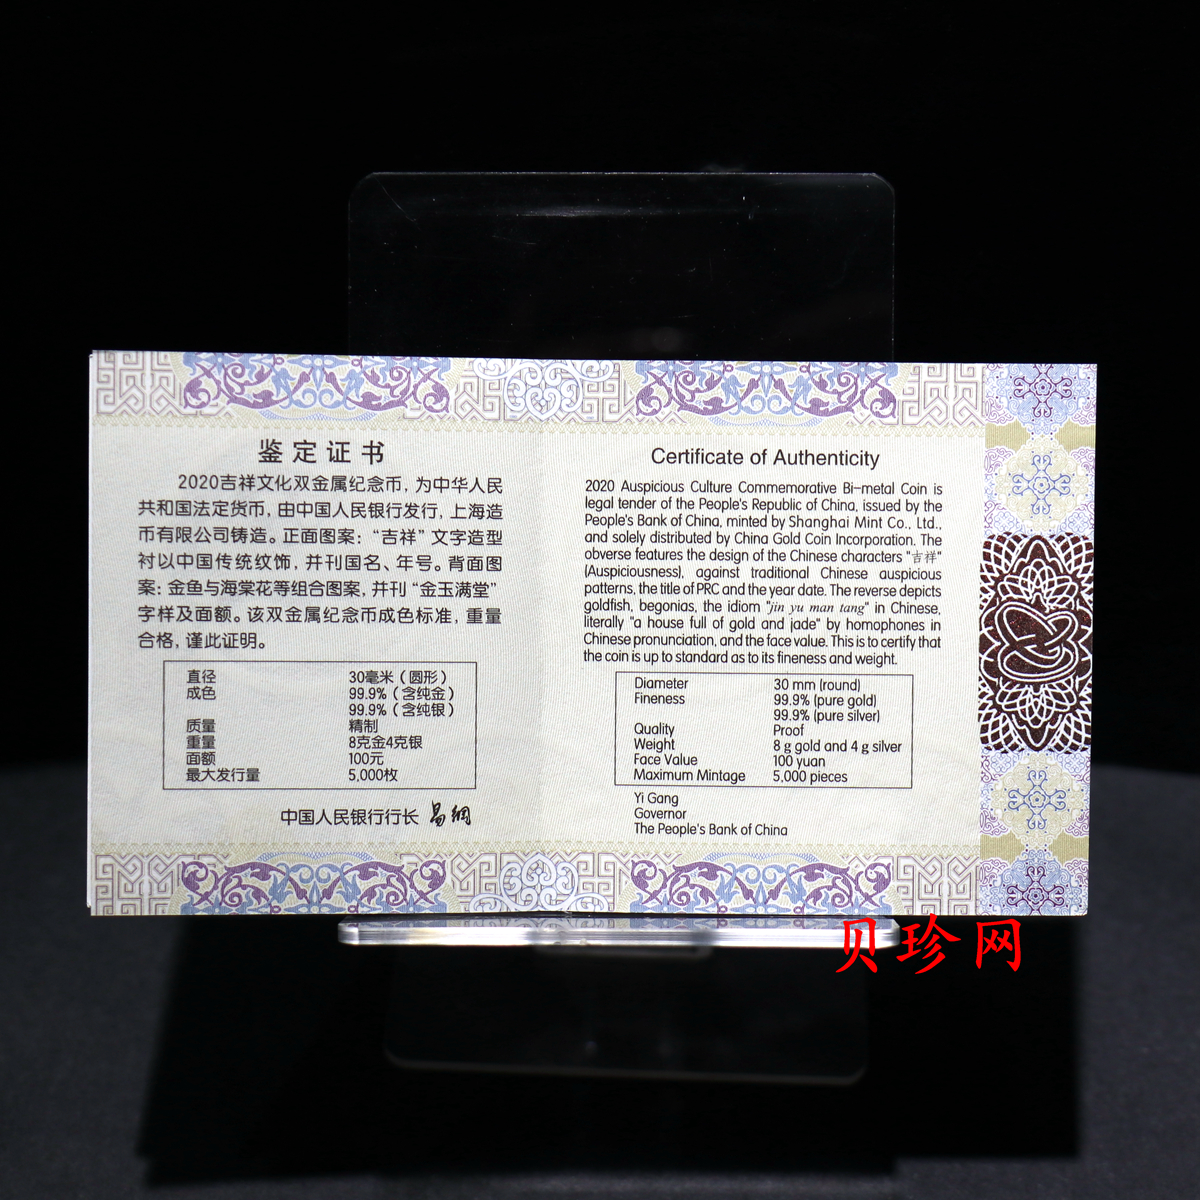 鉴定证书
2020吉祥文化双金属纪念币，为中华人民
共和国法定货币，由中国人民银行发行，上海造
币有限公司铸造。正面图案：“吉祥”文字造型
衬以中国传统纹饰，并刊国名、年号。背面图
案：金鱼与海棠花等组合图案，并刊“金玉满堂”
字样及面额。该双金属纪念币成色标准，重量
合格，谨此证明。
直径 30毫米（圆形）
成色 99.9%（含纯金）
99.9%（含纯银）
质量 精制
重量 8克金4克银
面额 100元
最大发行量 5,000枚
中国人民银行行长 易纲
Certificate of Authenticity
2020 Auspicious Culture Commemorative Bi-metal Coin is
legal tender of the People's Republic of China, issued by the
People's Bank of China, minted by Shanghai Mint Co., Ltd.,
and solely distributed by China Gold Coin Incorporation. The
obverse features the design of the Chinese characters "吉祥"
(Auspiciousness), against traditional Chinese auspicious
patterns, the title of PRC and the year date. The reverse depicts
goldfish, begonias, the idiom "jin yu man tang" in Chinese,
literally "a house full of gold and jade" by homophones in
Chinese pronunciation, and the face value. This is to certify that
the coin is up to standard as to its fineness and weight.
Diameter 30 mm (round)
Fineness 99.9% (pure gold)
99.9% (pure silver)
Quality Proof
Weight 8 g gold and 4 g silver
Face Value 100 yuan
Maximum Mintage 5,000 pieces
Yi Gang
Governor
The People's Bank of China
贝珍网